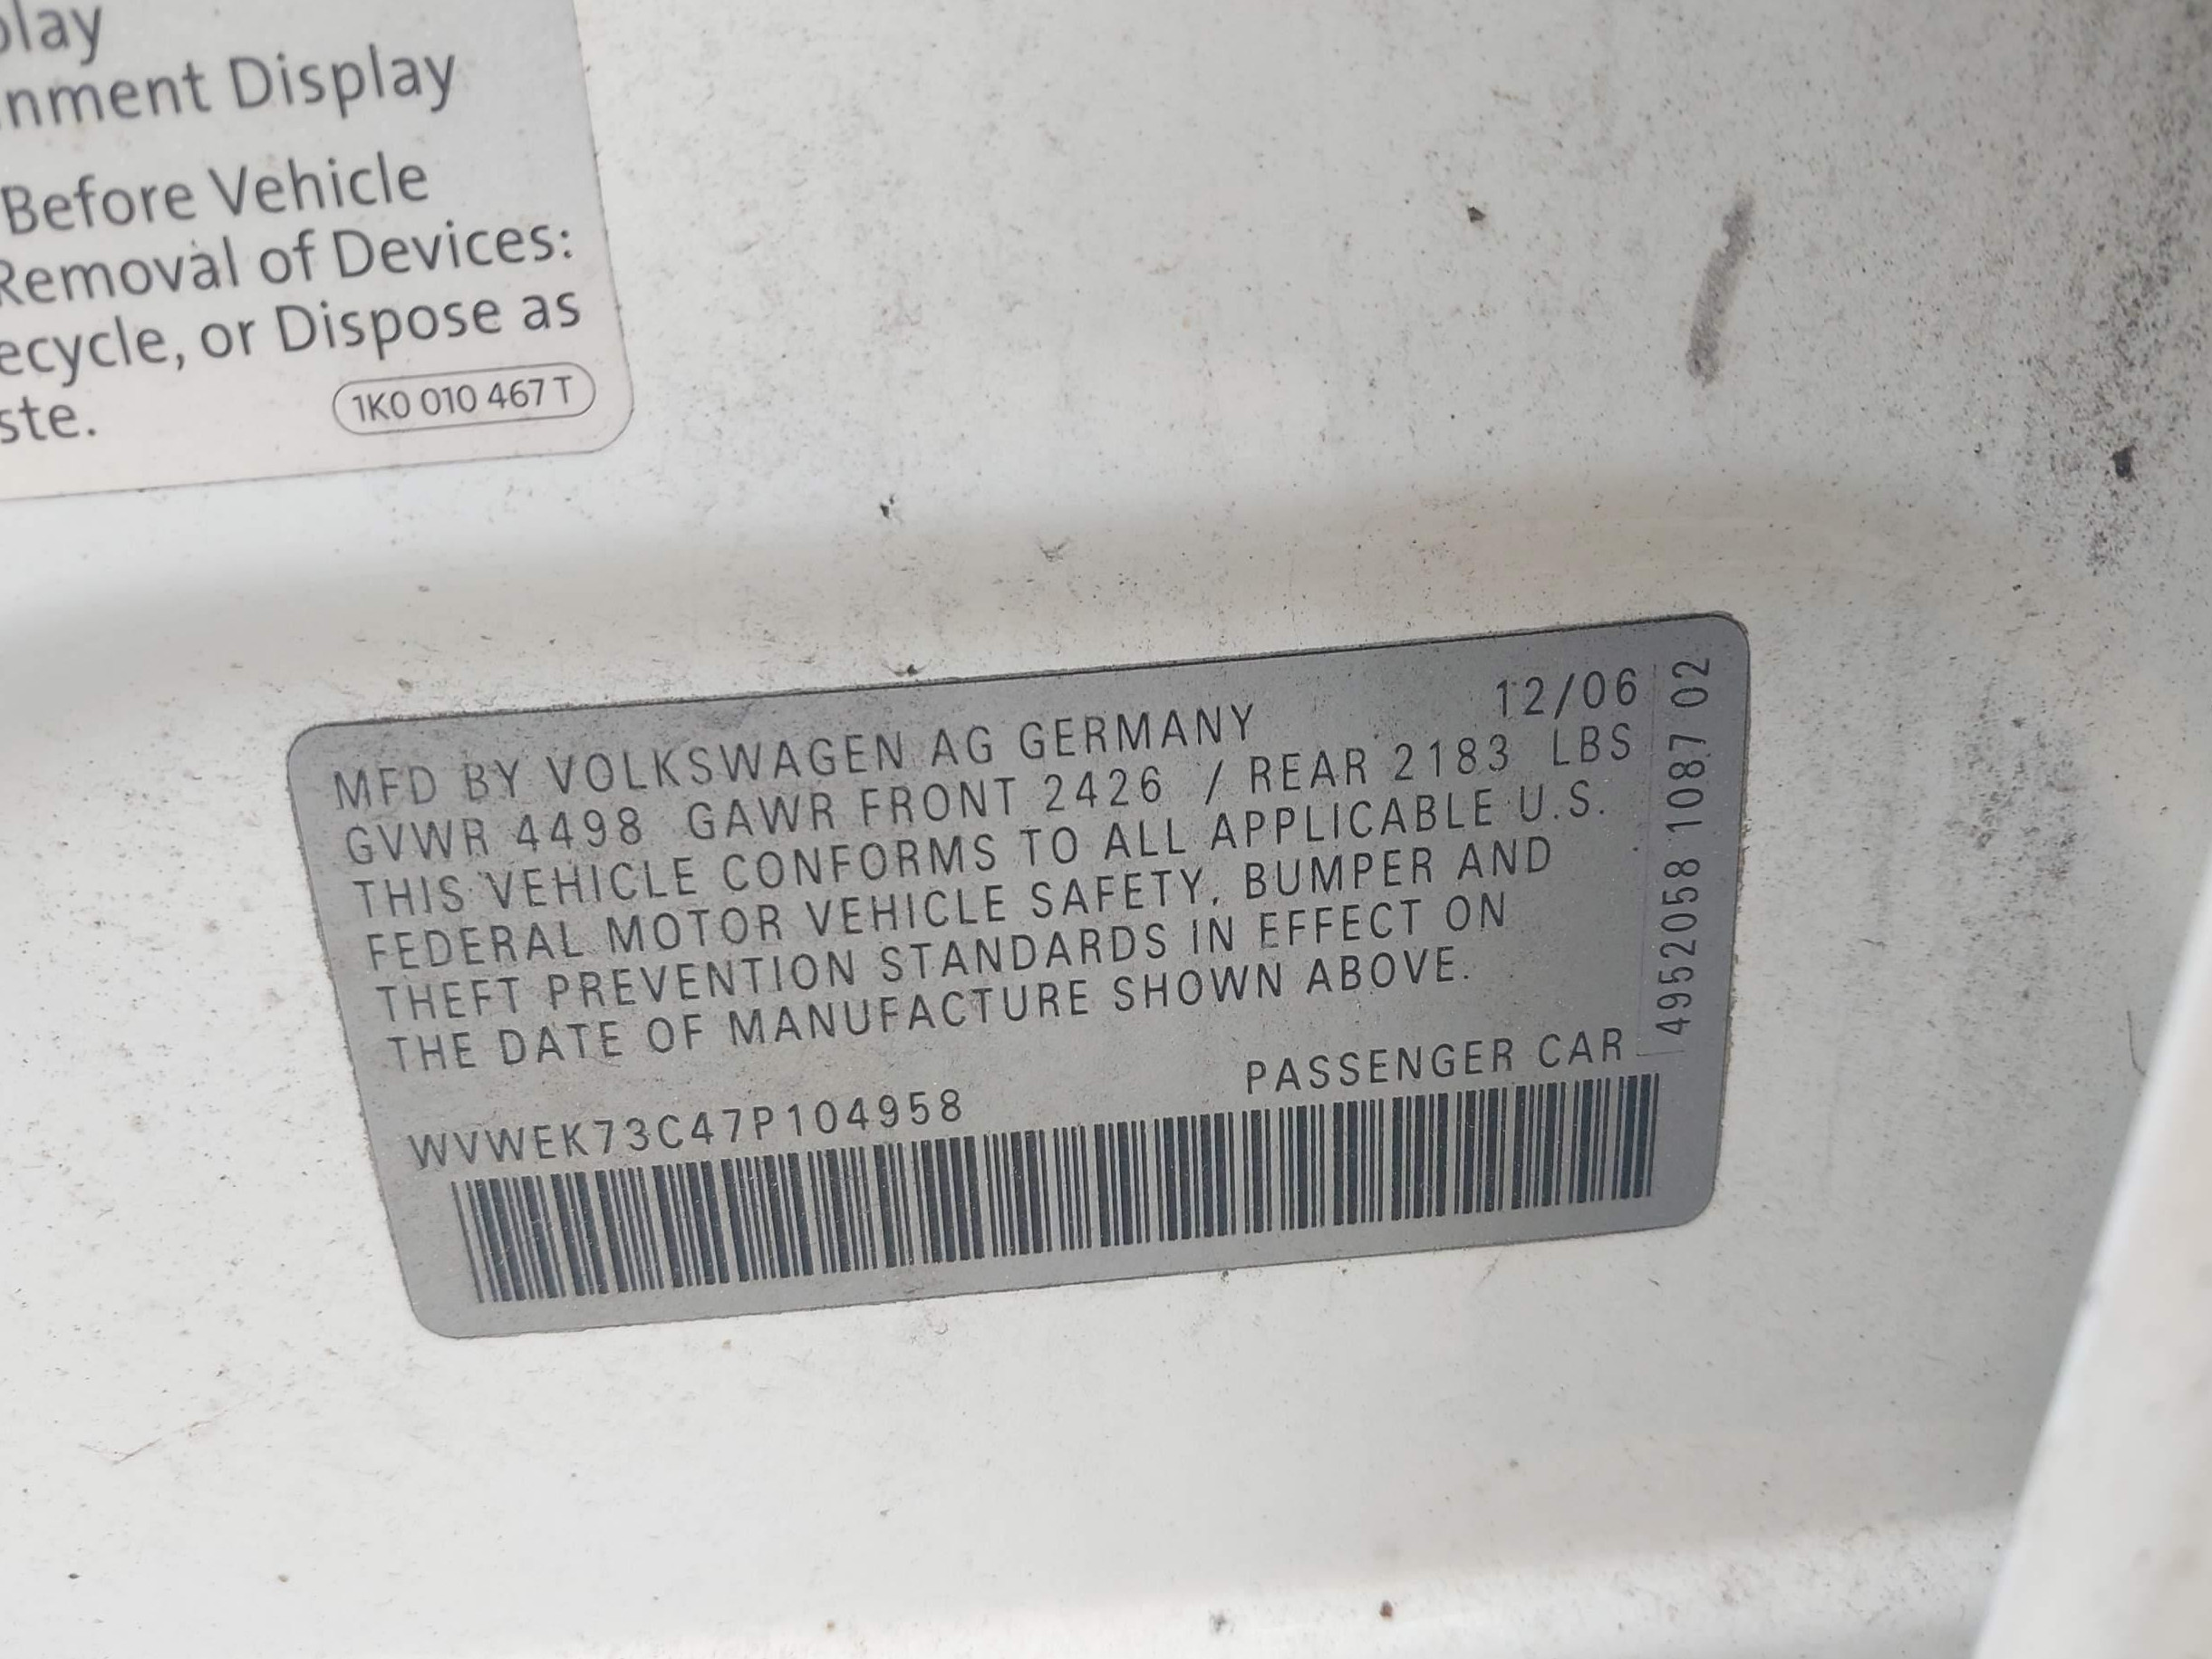 play
nment Display
Before Vehicle
Removal of Devices:
ecycle, or Dispose as
ste.
1K0 010 467 T
MFD BY VOLKSWAGEN AG GERMANY 12/06
GVWR 4498 GAWR FRONT 2426 / REAR 2183 LBS
THIS VEHICLE CONFORMS TO ALL APPLICABLE U.S.
FEDERAL MOTOR VEHICLE SAFETY, BUMPER AND
THEFT PREVENTION STANDARDS IN EFFECT ON
THE DATE OF MANUFACTURE SHOWN ABOVE.
PASSENGER CAR
WVWEK73C47P104958
4952058 1087 02